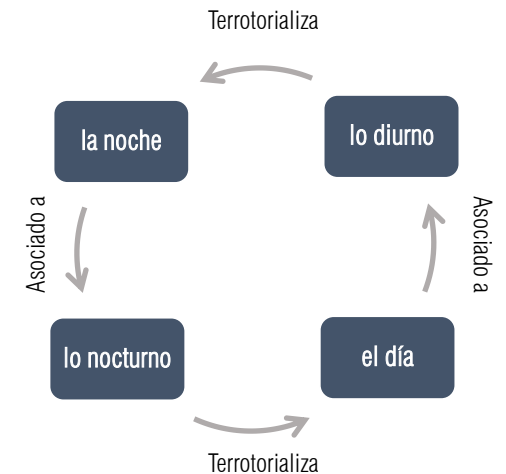 Terrotorializa
la noche
lo diurno
Asociado a
Asociado a
lo nocturno
el día
Terrotorializa